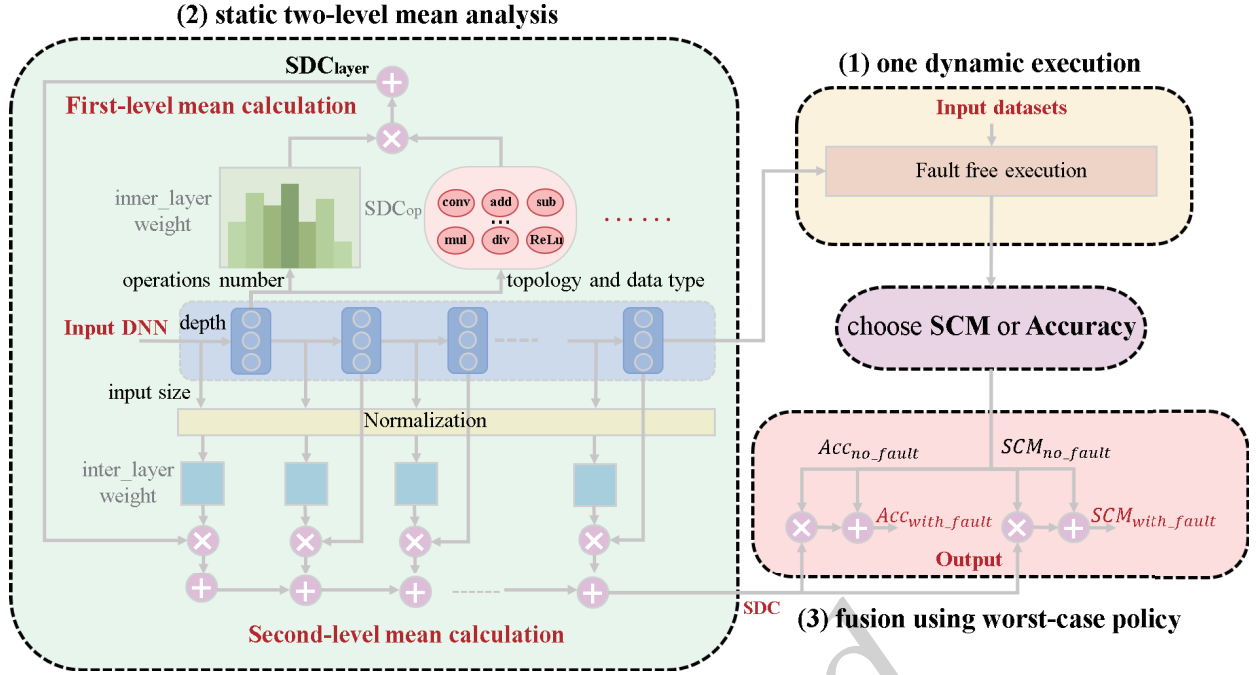 (2) static two-level mean analysis
SDClayer
First-level mean calculation
inner_layer
weight
SDCop
conv
add
sub
...
mul
div
ReLu
......
operations number
topology and data type
Input DNN
depth
input size
Normalization
inter_layer
weight
Second-level mean calculation
SDC
(1) one dynamic execution
Input datasets
Fault free execution
choose SCM or Accuracy
Accno_fault
SCMno_fault
Accwith_fault
SCMwith_fault
Output
(3) fusion using worst-case policy